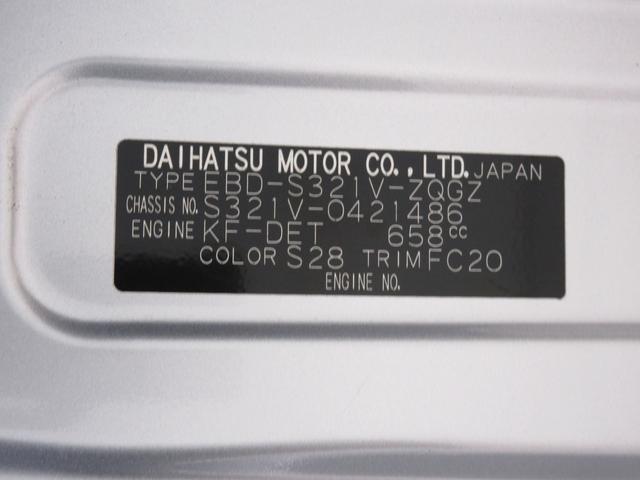 DAIHATSU MOTOR CO., LTD. JAPAN
TYPE EBD-S321V-ZQGZ
CHASSIS NO. S321V-0421486
ENGINE KF-DET 658cc
COLOR S28 TRIM FC20
ENGINE NO.